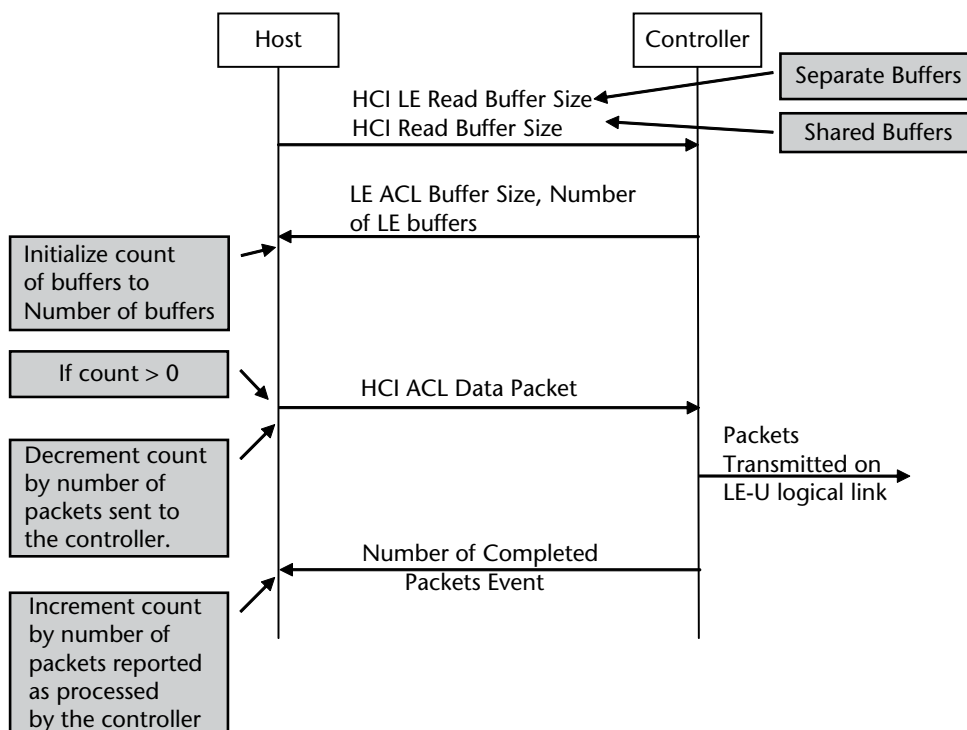 Host
Controller
Separate Buffers
HCI LE Read Buffer Size
HCI Read Buffer Size
Shared Buffers
LE ACL Buffer Size, Number
of LE buffers
Initialize count
of buffers to
Number of buffers
If count > 0
HCI ACL Data Packet
Decrement count
by number of
packets sent to
the controller.
Packets
Transmitted on
LE-U logical link
Number of Completed
Packets Event
Increment count
by number of
packets reported
as processed
by the controller